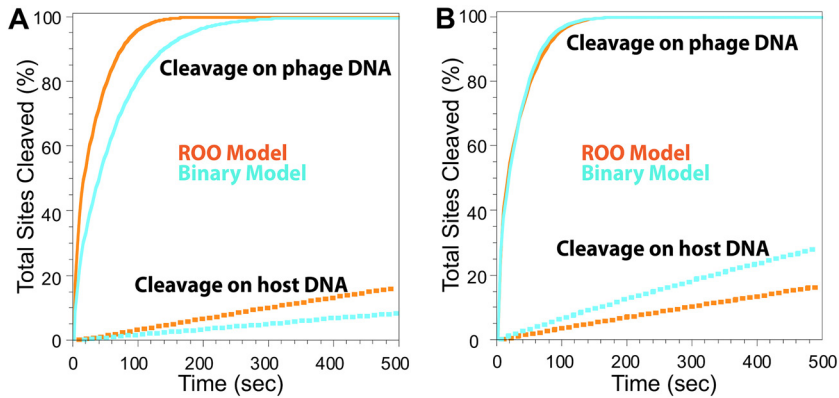 A
Total Sites Cleaved (%)
100
80
60
40
20
0
Cleavage on phage DNA
ROO Model
Binary Model
Cleavage on host DNA
0 100 200 300 400 500
Time (sec)
B
Total Sites Cleaved (%)
100
80
60
40
20
0
Cleavage on phage DNA
ROO Model
Binary Model
Cleavage on host DNA
0 100 200 300 400 500
Time (sec)